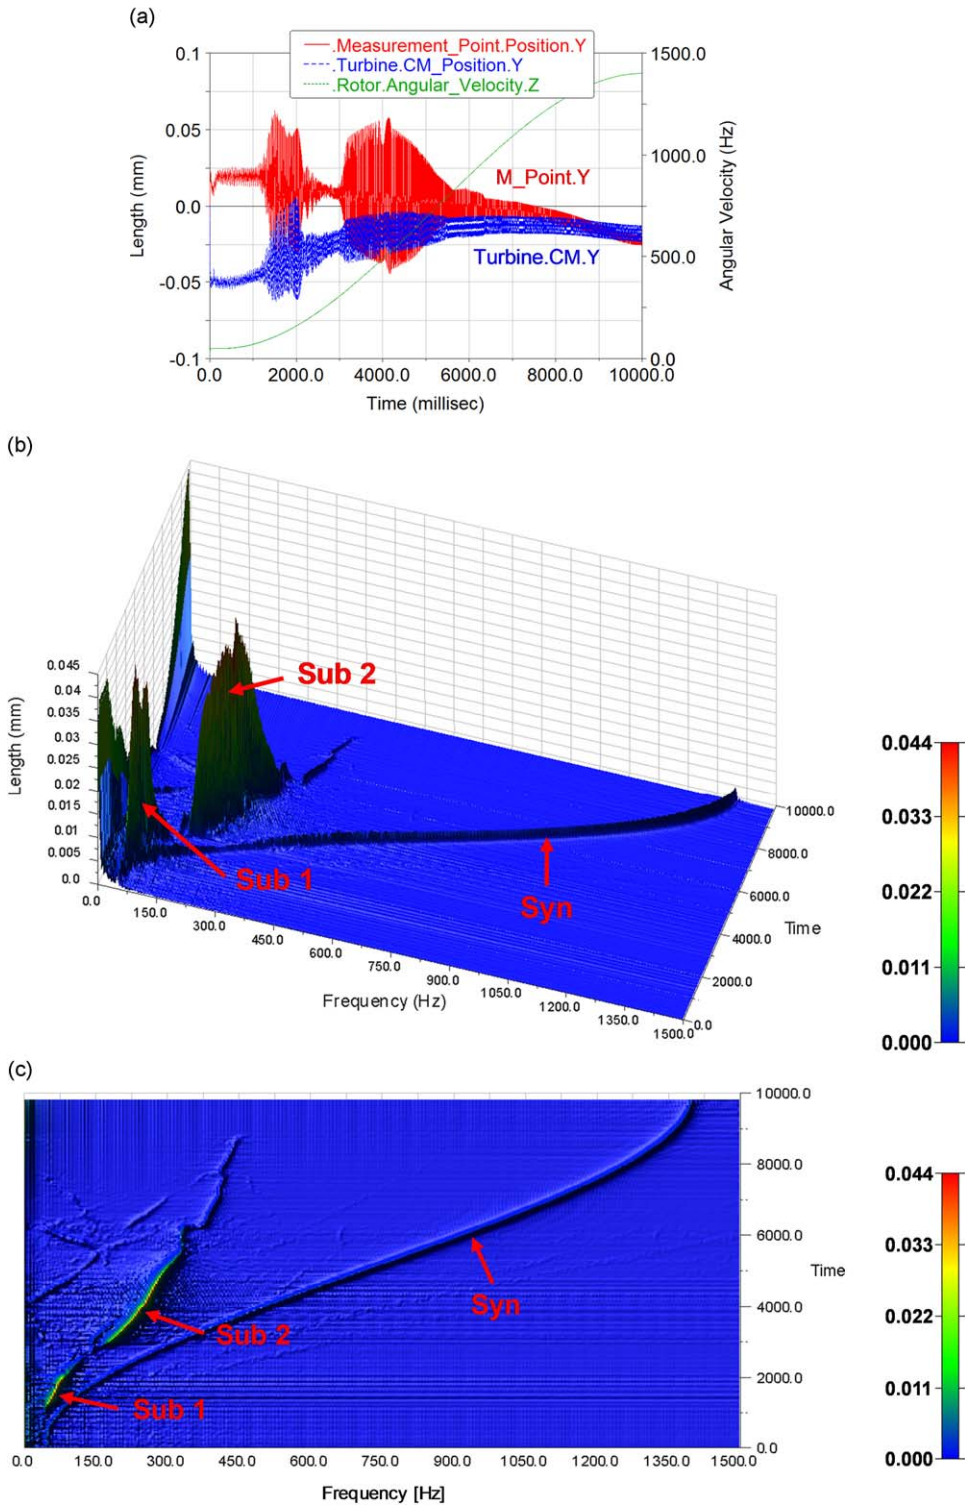 (a)
.Measurement_Point.Position.Y
.Turbine.CM_Position.Y
.Rotor.Angular_Velocity.Z
0.1
0.05
0.0
-0.05
-0.1
Length (mm)
1500.0
1000.0
500.0
0.0
Angular Velocity (Hz)
M_Point.Y
Turbine.CM.Y
0.0 2000.0 4000.0 6000.0 8000.0 10000.0
Time (millisec)
(b)
0.045
0.04
0.035
0.03
0.025
0.02
0.015
0.01
0.005
0.0
Length (mm)
Sub 2
Sub 1
Syn
0.0 150.0 300.0 450.0 600.0 750.0 900.0 1050.0 1200.0 1350.0 1500.0
Frequency (Hz)
10000.0
8000.0
6000.0
4000.0
2000.0
0.0
Time
0.044
0.033
0.022
0.011
0.000
(c)
10000.0
8000.0
6000.0
4000.0
2000.0
0.0
Time
Syn
Sub 2
Sub 1
0.0 150.0 300.0 450.0 600.0 750.0 900.0 1050.0 1200.0 1350.0 1500.0
Frequency [Hz]
0.044
0.033
0.022
0.011
0.000